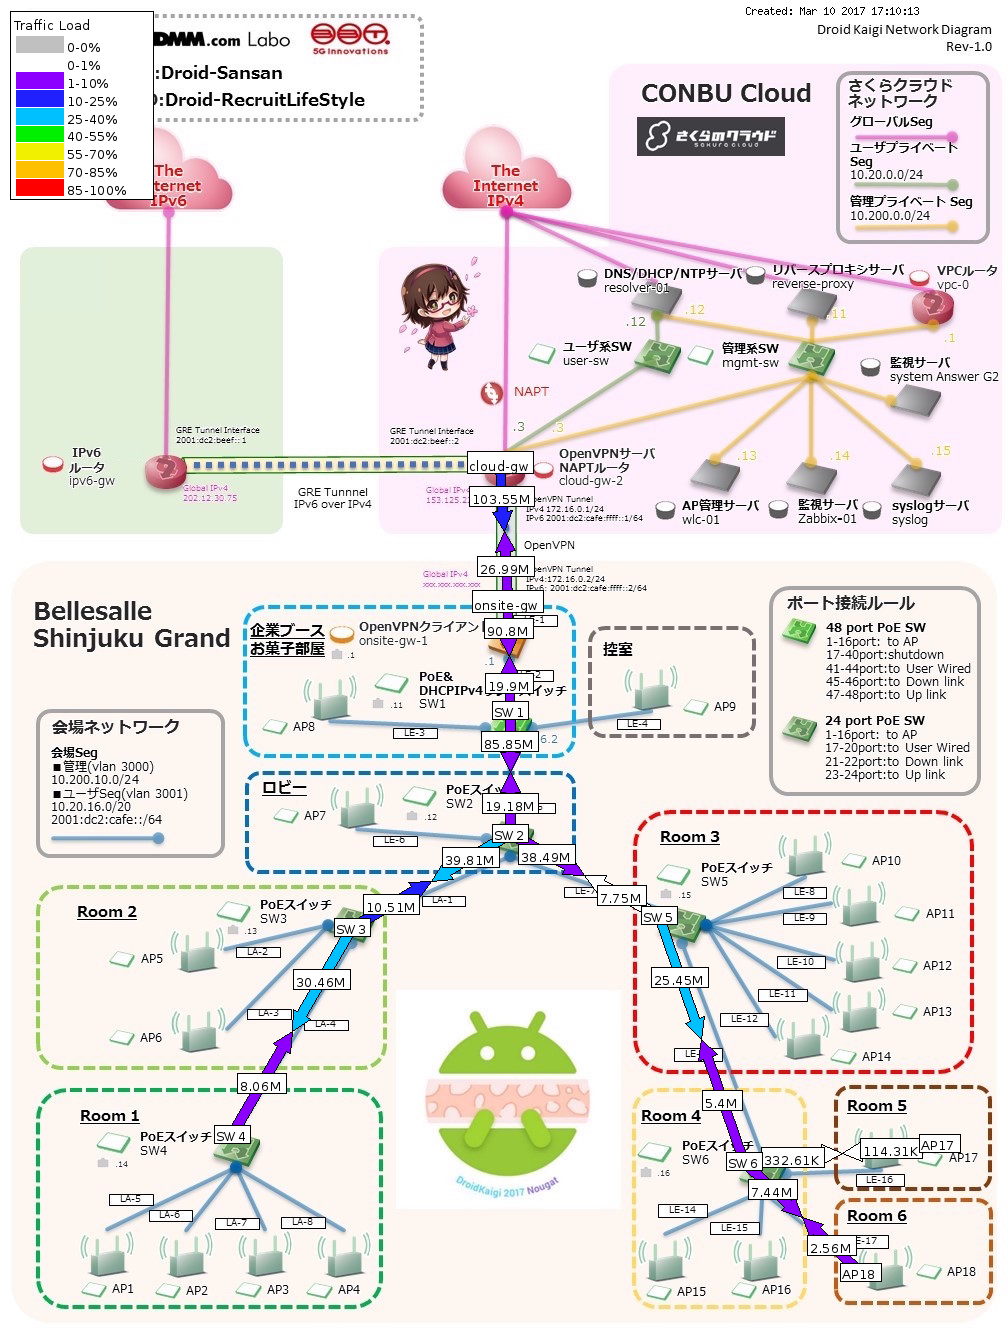 Created: Mar 10 2017 17:10:13
Droid Kaigi Network Diagram
Rev-1.0
Traffic Load
0-0%
0-1%
1-10%
10-25%
25-40%
40-55%
55-70%
70-85%
85-100%
DMM.com Labo
5G Innovations
:Droid-Sansan
:Droid-RecruitLifeStyle
The Internet IPv6
The Internet IPv4
CONBU Cloud
さくらのクラウド
SAKURA CLOUD
さくらクラウド
ネットワーク
グローバルSeg
ユーザプライベート
Seg
10.20.0.0/24
管理プライベート Seg
10.200.0.0/24
DNS/DHCP/NTPサーバ
resolver-01
リバースプロキシサーバ
reverse-proxy
VPCルータ
vpc-0
.12
.12
.11
.1
ユーザ系SW
user-sw
管理系SW
mgmt-sw
監視サーバ
system Answer G2
NAPT
.3
.3
GRE Tunnel Interface
2001:dc2:beef::1
GRE Tunnel Interface
2001:dc2:beef::2
IPv6
ルータ
ipv6-gw
Global IPv4
202.12.30.75
GRE Tunnnel
IPv6 over IPv4
cloud-gw
OpenVPNサーバ
NAPTルータ
cloud-gw-2
Global IPv4
.13
.14
.15
AP管理サーバ
wlc-01
監視サーバ
Zabbix-01
syslogサーバ
syslog
103.55M
OpenVPN Tunnel
IPv4 172.16.0.1/24
IPv6 2001:dc2:cafe:ffff::1/64
OpenVPN
26.99M
OpenVPN Tunnel
IPv4:172.16.0.2/24
IPv6: 2001:dc2:cafe:ffff::2/64
Global IPv4
xxx.xxx.xxx.xxx
Bellesalle
Shinjuku Grand
onsite-gw
企業ブース
お菓子部屋
OpenVPNクライアント
onsite-gw-1
.1
90.8M
.1
19.9M
PoE&
DHCPIPv4
スイッチ
SW1
.11
SW1
AP8
LE-3
85.85M
6.2
控室
AP9
LE-4
ポート接続ルール
48 port PoE SW
1-16port: to AP
17-40port:shutdown
41-44port:to User Wired
45-46port:to Down link
47-48port:to Up link
24 port PoE SW
1-16port: to AP
17-20port:to User Wired
21-22port:to Down link
23-24port:to Up link
会場ネットワーク
会場Seg
■管理(vlan 3000)
10.200.10.0/24
■ユーザSeg(vlan 3001)
10.20.16.0/20
2001:dc2:cafe::/64
ロビー
AP7
PoEスイッチ
SW2
.12
19.18M
LE-6
SW2
39.81M
38.49M
LA-1
10.51M
7.75M
Room 2
PoEスイッチ
SW3
.13
SW3
LA-2
AP5
30.46M
LA-3
LA-4
AP6
8.06M
Room 1
PoEスイッチ
SW4
.14
SW4
LA-5
LA-6
LA-7
LA-8
AP1
AP2
AP3
AP4
DroidKaigi 2017 Nougat
Room 3
PoEスイッチ
SW5
.15
SW5
AP10
LE-8
AP11
LE-9
AP12
LE-10
LE-11
AP13
LE-12
AP14
25.45M
5.4M
Room 4
PoEスイッチ
SW6
.16
SW6
332.61K
7.44M
LE-14
LE-15
AP15
AP16
Room 5
114.31K
AP17
AP17
LE-16
Room 6
2.56M
AP18
AP18